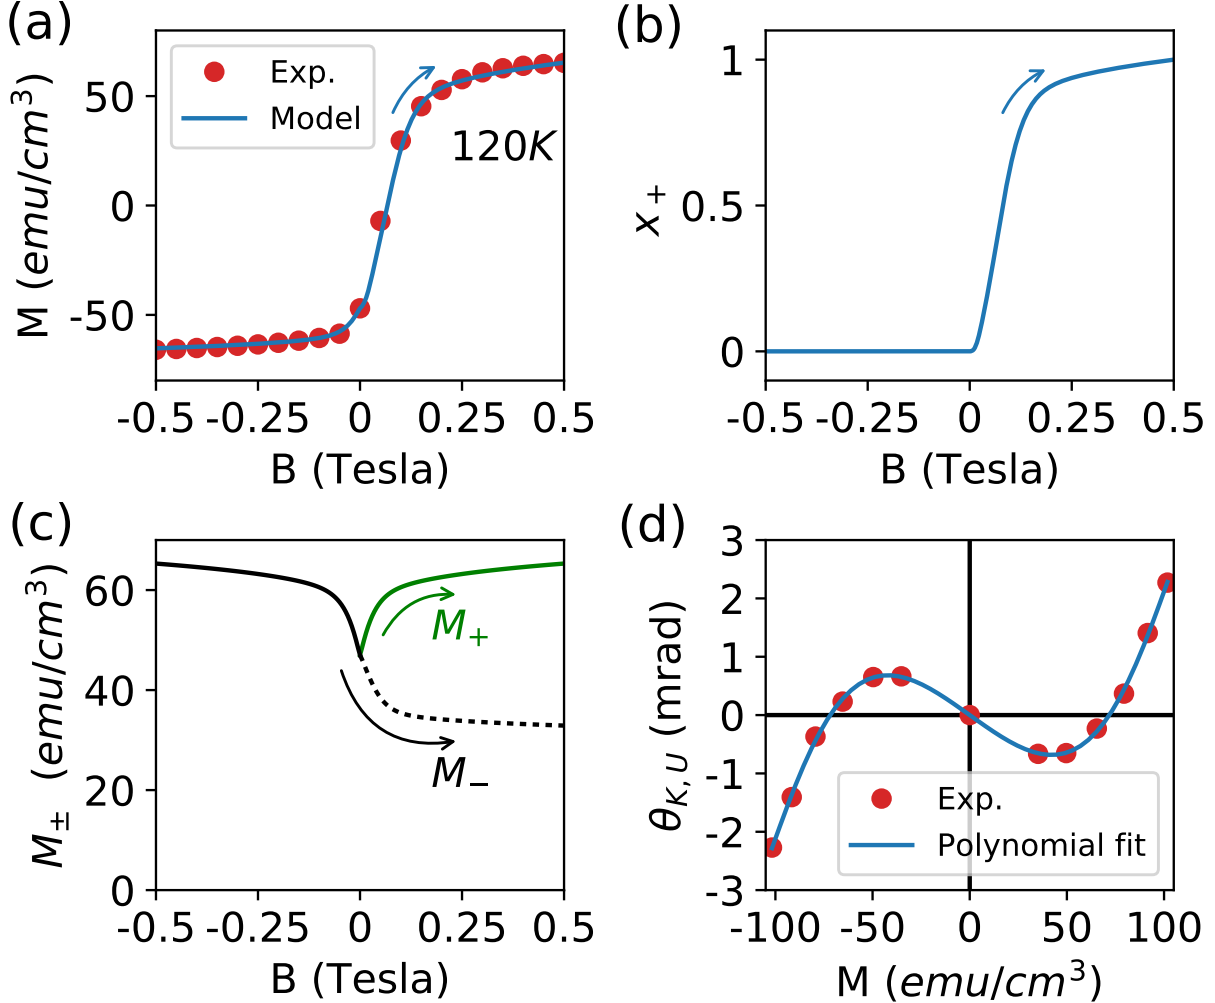 (a)
M (emu/cm³)
50
0
-50
Exp.
Model
120K
-0.5 -0.25 0 0.25 0.5
B (Tesla)
(b)
x₊
1
0.5
0
-0.5 -0.25 0 0.25 0.5
B (Tesla)
(c)
M± (emu/cm³)
60
40
20
0
M₊
M₋
-0.5 -0.25 0 0.25 0.5
B (Tesla)
(d)
θK,U (mrad)
3
2
1
0
-1
-2
-3
Exp.
Polynomial fit
-100 -50 0 50 100
M (emu/cm³)